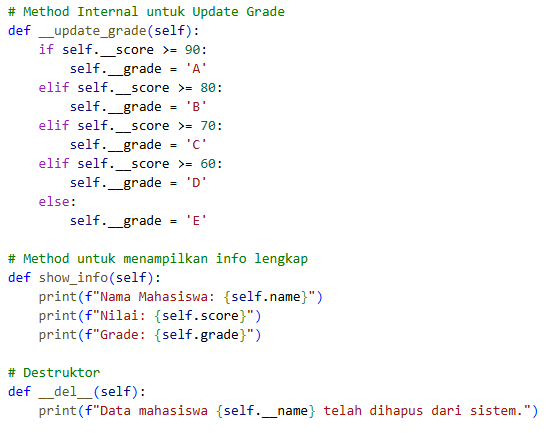 # Method Internal untuk Update Grade
def __update_grade(self):
    if self.__score >= 90:
        self.__grade = 'A'
    elif self.__score >= 80:
        self.__grade = 'B'
    elif self.__score >= 70:
        self.__grade = 'C'
    elif self.__score >= 60:
        self.__grade = 'D'
    else:
        self.__grade = 'E'

# Method untuk menampilkan info lengkap
def show_info(self):
    print(f"Nama Mahasiswa: {self.name}")
    print(f"Nilai: {self.score}")
    print(f"Grade: {self.grade}")

# Destruktor
def __del__(self):
    print(f"Data mahasiswa {self.__name} telah dihapus dari sistem.")